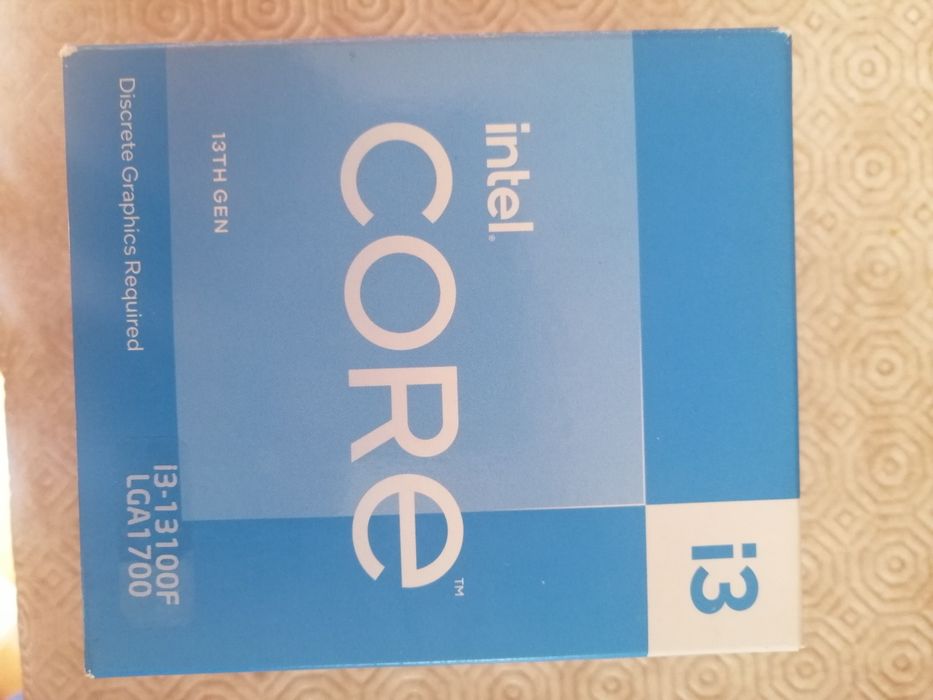 i3
intel®
CORe™
13TH GEN
Discrete Graphics Required
i3-13100F
LGA1700